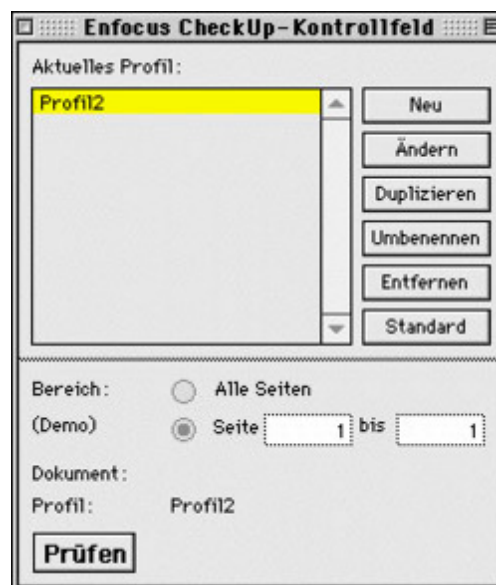 Enfocus CheckUp-Kontrollfeld
Aktuelles Profil:
Profil2
Neu
Ändern
Duplizieren
Umbenennen
Entfernen
Standard
Bereich: Alle Seiten
(Demo) Seite 1 bis 1
Dokument:
Profil: Profil2
Prüfen